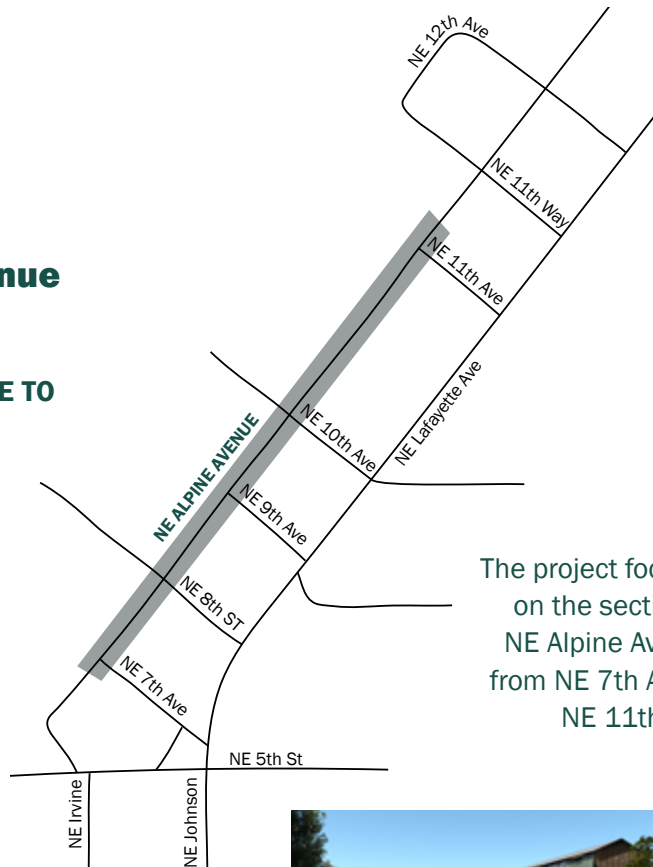 NE 12th Ave
NE 11th Way
nue
NE 11th Ave
E TO
NE Lafayette Ave
NE 10th Ave
NE ALPINE AVENUE
NE 9th Ave
The project foc
on the secti
NE Alpine Av
from NE 7th A
NE 11th
NE 8th ST
NE 7th Ave
NE 5th St
NE Irvine
NE Johnson